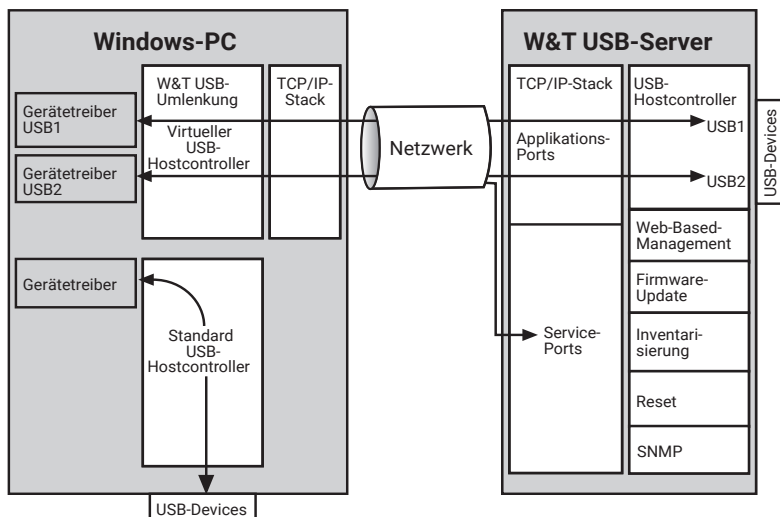 Windows-PC
W&T USB-
Umlenkung
TCP/IP-
Stack
Gerätetreiber
USB1
Virtueller
USB-
Hostcontroller
Gerätetreiber
USB2
Gerätetreiber
Standard
USB-
Hostcontroller
USB-Devices
Netzwerk
W&T USB-Server
TCP/IP-Stack
USB-
Hostcontroller
USB1
Applikations-
Ports
USB2
USB-Devices
Web-Based-
Management
Firmware-
Update
Service-
Ports
Inventari-
sierung
Reset
SNMP